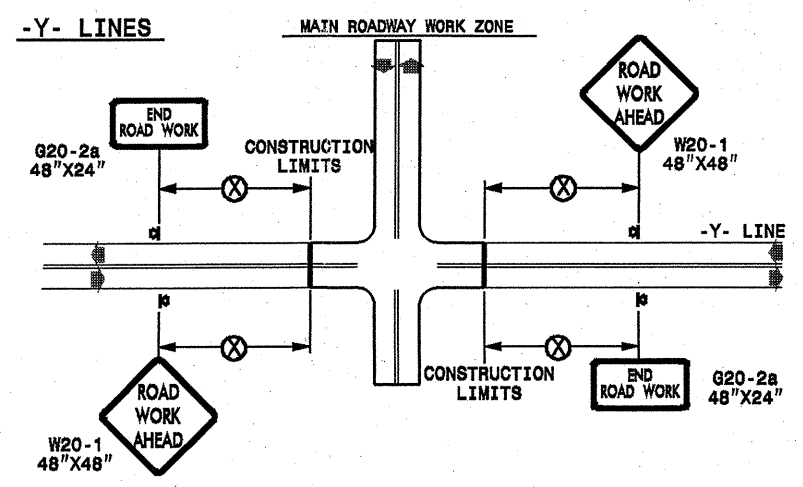 -Y- LINES
MAIN ROADWAY WORK ZONE
END
ROAD WORK
G20-2a
48"X24"
CONSTRUCTION
LIMITS
X
ROAD
WORK
AHEAD
W20-1
48"X48"
X
-Y- LINE
X
ROAD
WORK
AHEAD
W20-1
48"X48"
X
CONSTRUCTION
LIMITS
END
ROAD WORK
G20-2a
48"X24"